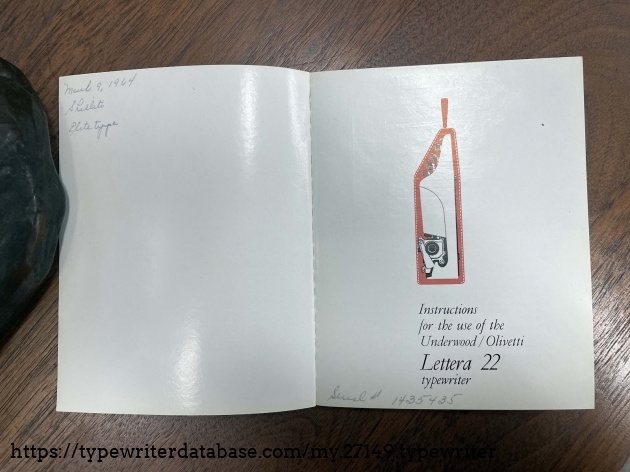 March 9, 1964
Shillito
Elite type
Instructions
for the use of the
Underwood / Olivetti
Lettera 22
typewriter
Serial # 1435435
https://typewriterdatabase.com/my.27149.typewriter